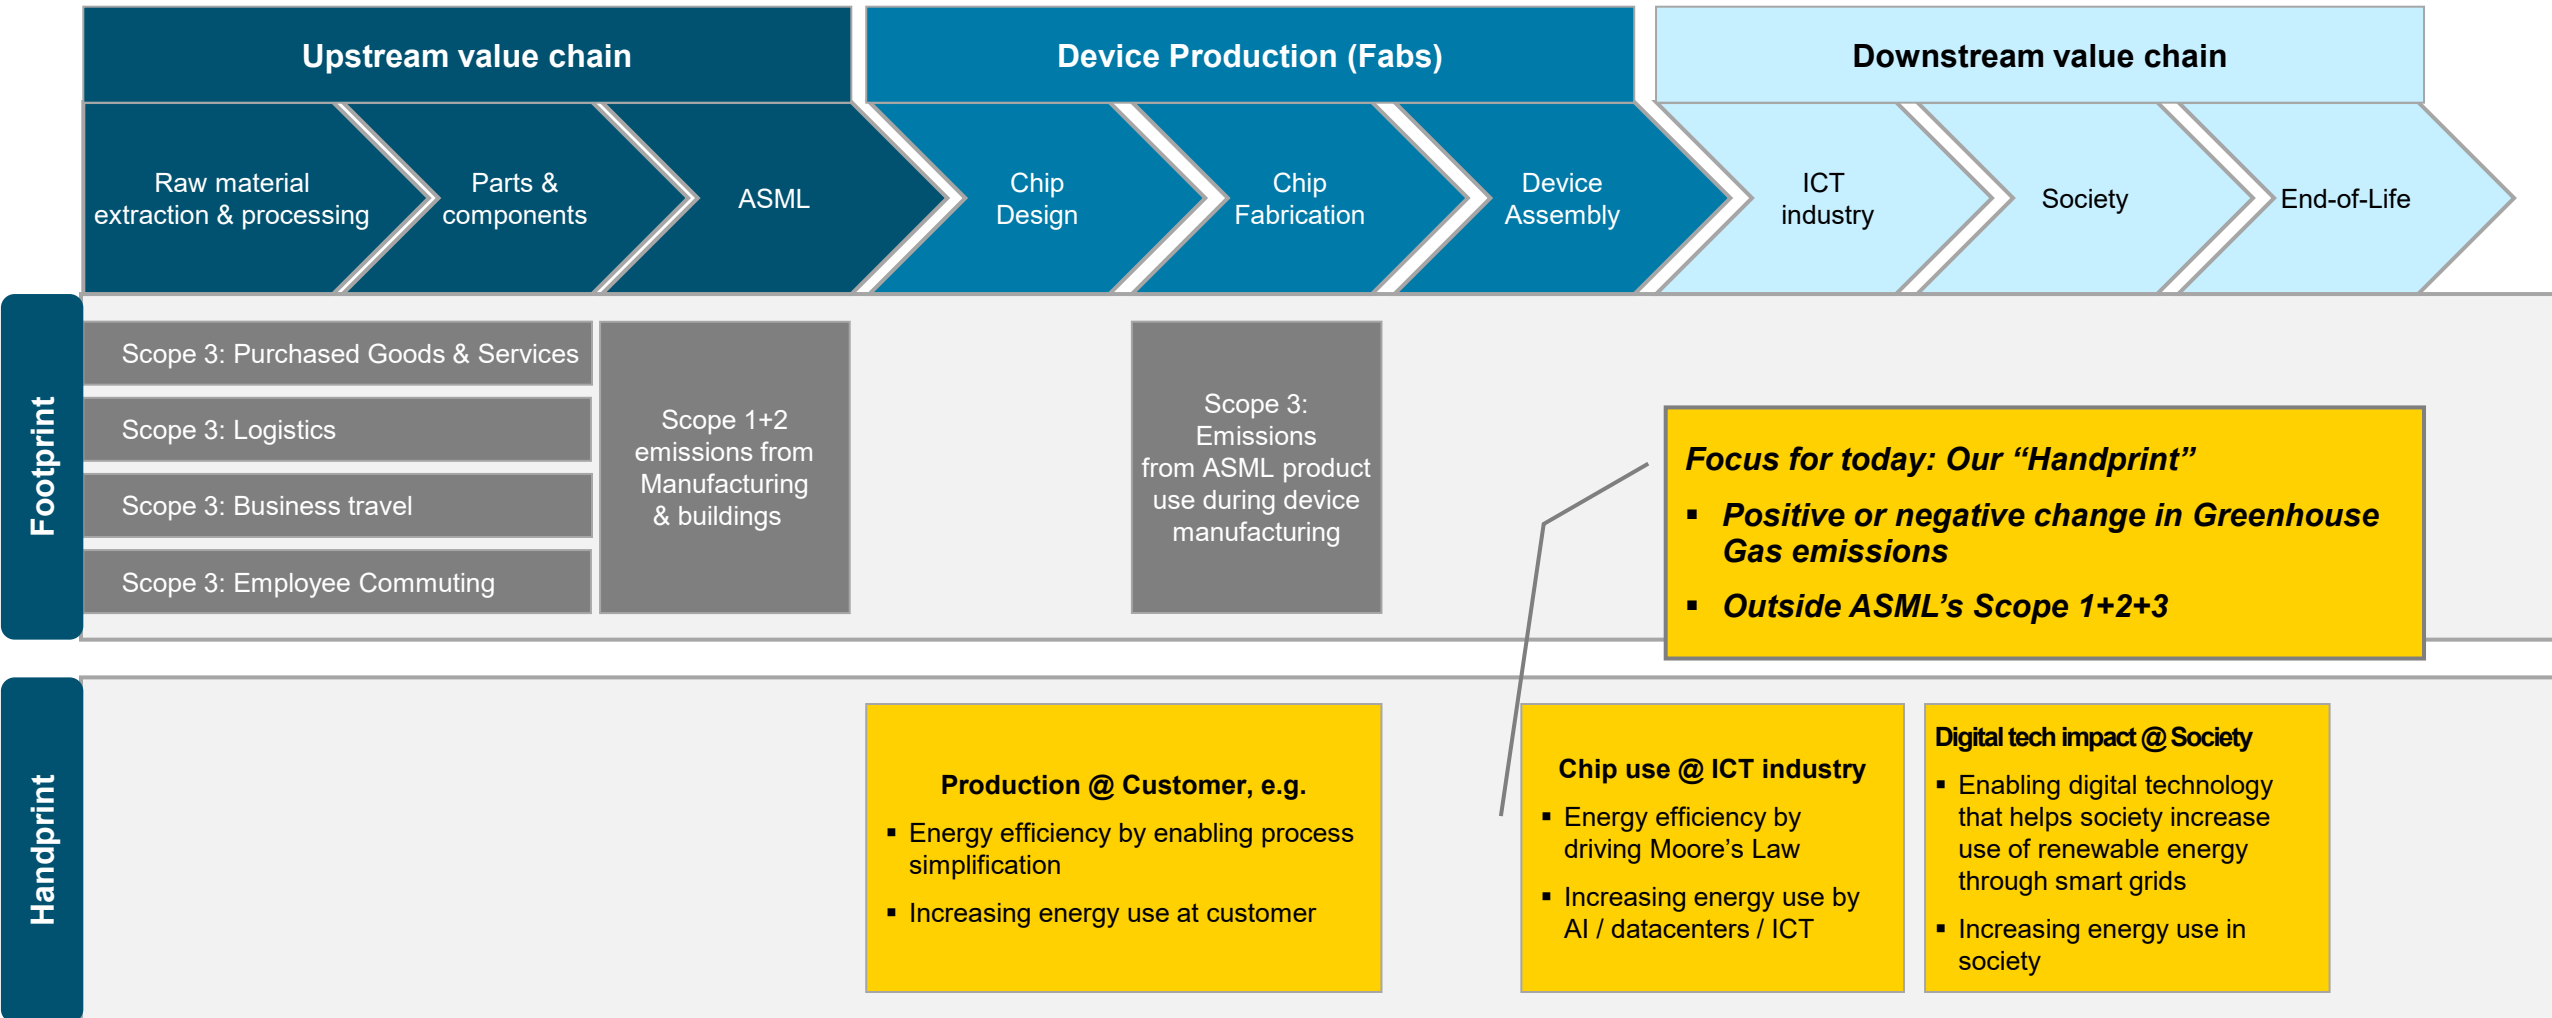 Upstream value chain
Device Production (Fabs)
Downstream value chain
Raw material
extraction & processing
Parts &
components
ASML
Chip
Design
Chip
Fabrication
Device
Assembly
ICT
industry
Society
End-of-Life
Footprint
Scope 3: Purchased Goods & Services
Scope 3: Logistics
Scope 3: Business travel
Scope 3: Employee Commuting
Scope 1+2
emissions from
Manufacturing
& buildings
Scope 3:
Emissions
from ASML product
use during device
manufacturing
Focus for today: Our “Handprint”
▪ Positive or negative change in Greenhouse
Gas emissions
▪ Outside ASML’s Scope 1+2+3
Handprint
Production @ Customer, e.g.
▪ Energy efficiency by enabling process
simplification
▪ Increasing energy use at customer
Chip use @ ICT industry
▪ Energy efficiency by
driving Moore’s Law
▪ Increasing energy use by
AI / datacenters / ICT
Digital tech impact @ Society
▪ Enabling digital technology
that helps society increase
use of renewable energy
through smart grids
▪ Increasing energy use in
society